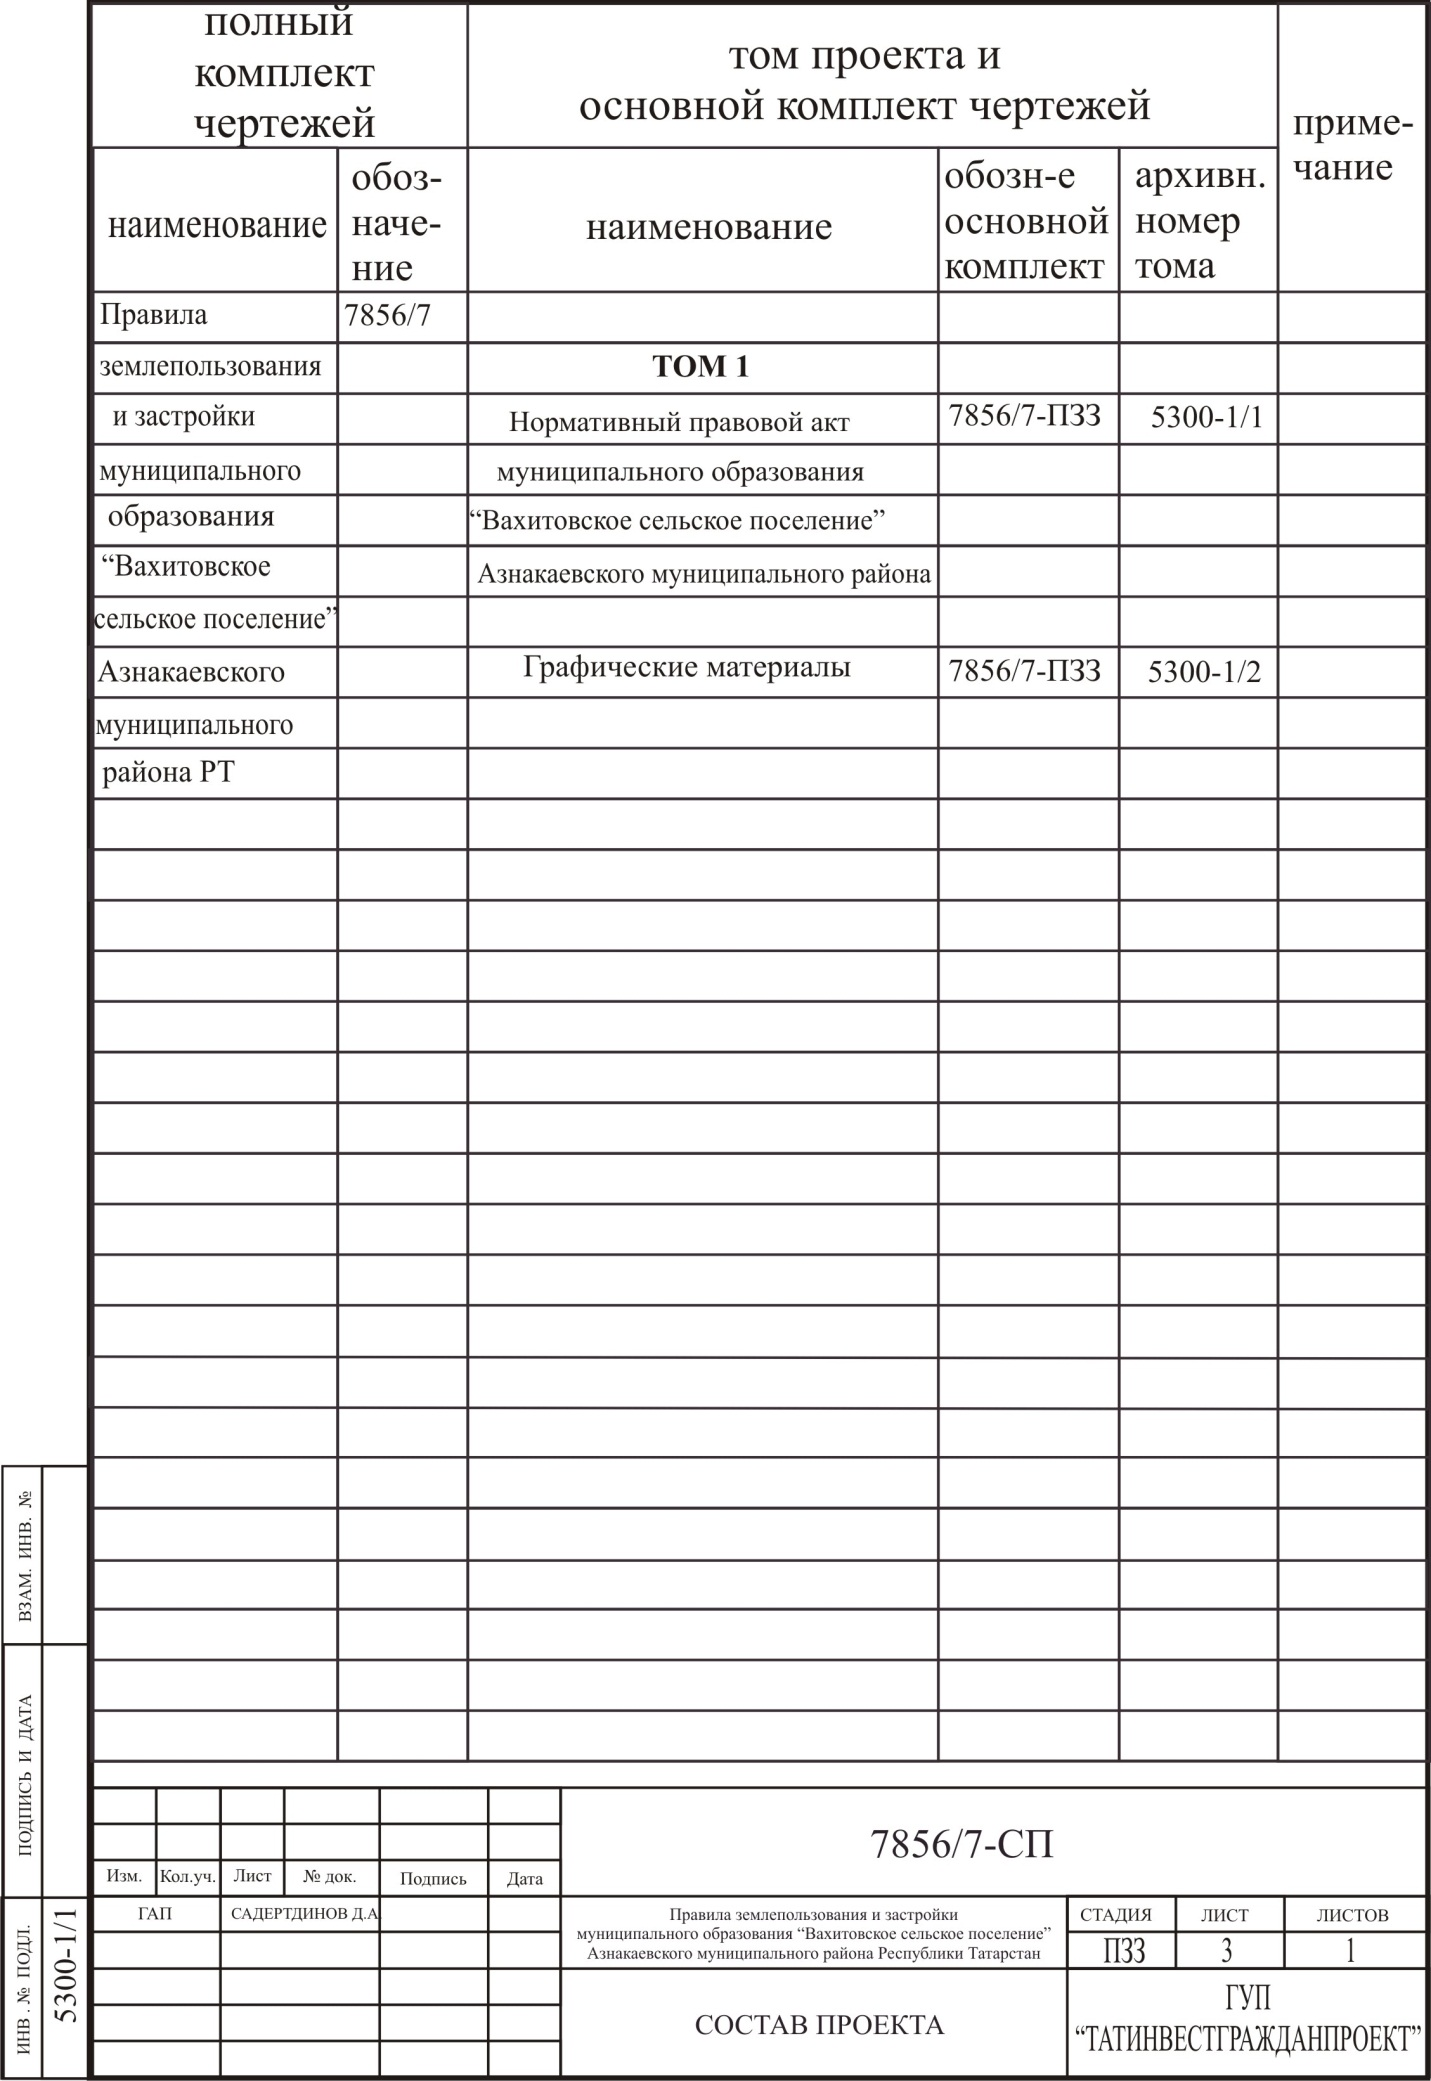 полный
комплект
чертежей
том проекта и
основной комплект чертежей
приме-
чание
наименование
обоз-
наче-
ние
наименование
обозн-е
основной
комплект
архивн.
номер
тома
Правила 7856/7
землепользования ТОМ 1
и застройки Нормативный правовой акт 7856/7-ПЗЗ 5300-1/1
муниципального муниципального образования
образования “Вахитовское сельское поселение”
“Вахитовское Азнакаевского муниципального района
сельское поселение”
Азнакаевского Графические материалы 7856/7-ПЗЗ 5300-1/2
муниципального
района РТ
ВЗАМ. ИНВ. №
ПОДПИСЬ И ДАТА
ИНВ . № ПОДЛ.
5300-1/1
7856/7-СП
Изм. Кол.уч. Лист № док. Подпись Дата
ГАП САДЕРТДИНОВ Д.А.
Правила землепользования и застройки
муниципального образования “Вахитовское сельское поселение”
Азнакаевского муниципального района Республики Татарстан
СТАДИЯ ЛИСТ ЛИСТОВ
ПЗЗ 3 1
СОСТАВ ПРОЕКТА
ГУП
“ТАТИНВЕСТГРАЖДАНПРОЕКТ”